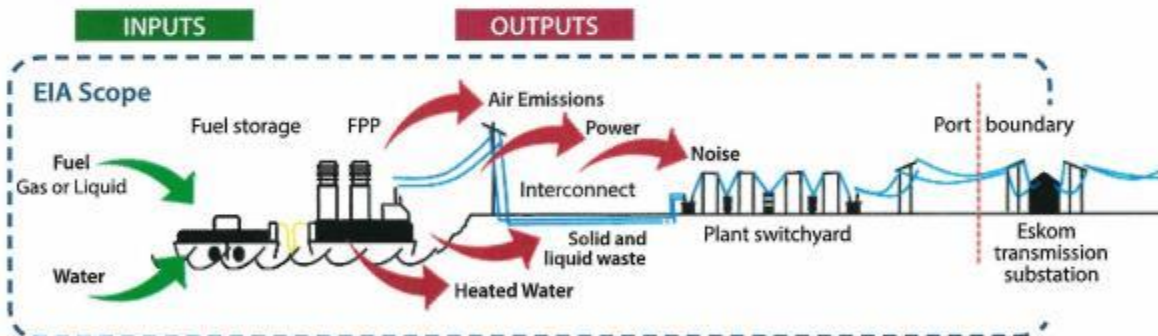 INPUTS
OUTPUTS
EIA Scope
Fuel storage
FPP
Air Emissions
Power
Port boundary
Fuel
Gas or Liquid
Noise
Interconnect
Water
Solid and
liquid waste
Plant switchyard
Eskom
transmission
substation
Heated Water